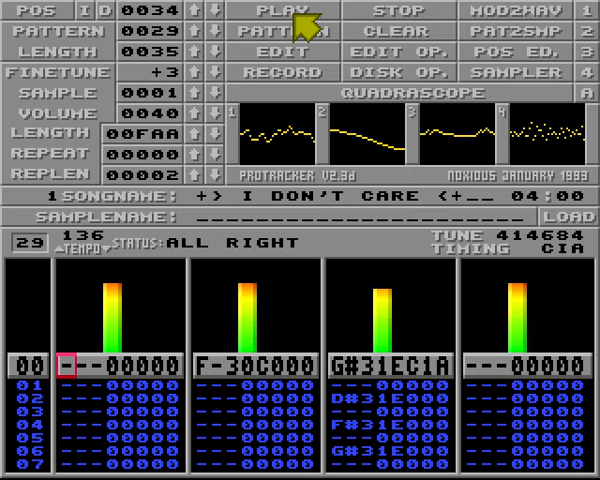 POS I D 0034 PLAY STOP MOD2WAV 1
PATTERN 0029 PATT N CLEAR PAT2SMP 2
LENGTH 0035 EDIT EDIT OP. POS ED. 3
FINETUNE +3 RECORD DISK OP. SAMPLER 4
SAMPLE 0001 QUADRASCOPE A
VOLUME 0040
LENGTH 00FAA 1 2 3 4
REPEAT 00000
REPLEN 00002 PROTRACKER V2.3d NOXIOUS JANUARY 1993
1 SONGNAME: +> I DON'T CARE <+__ 04:00
SAMPLENAME: ______________________ LOAD
29 136 TEMPO STATUS: ALL RIGHT TUNE 414684
TIMING CIA
00 ---00000 F-30C000 G#31EC1A ---00000
01 ---00000 ---00000 ---00000 ---00000
02 ---00000 ---00000 D#31E000 ---00000
03 ---00000 ---00000 ---00000 ---00000
04 ---00000 ---00000 F#31E000 ---00000
05 ---00000 ---00000 ---00000 ---00000
06 ---00000 ---00000 G#31E000 ---00000
07 ---00000 ---00000 ---00000 ---00000